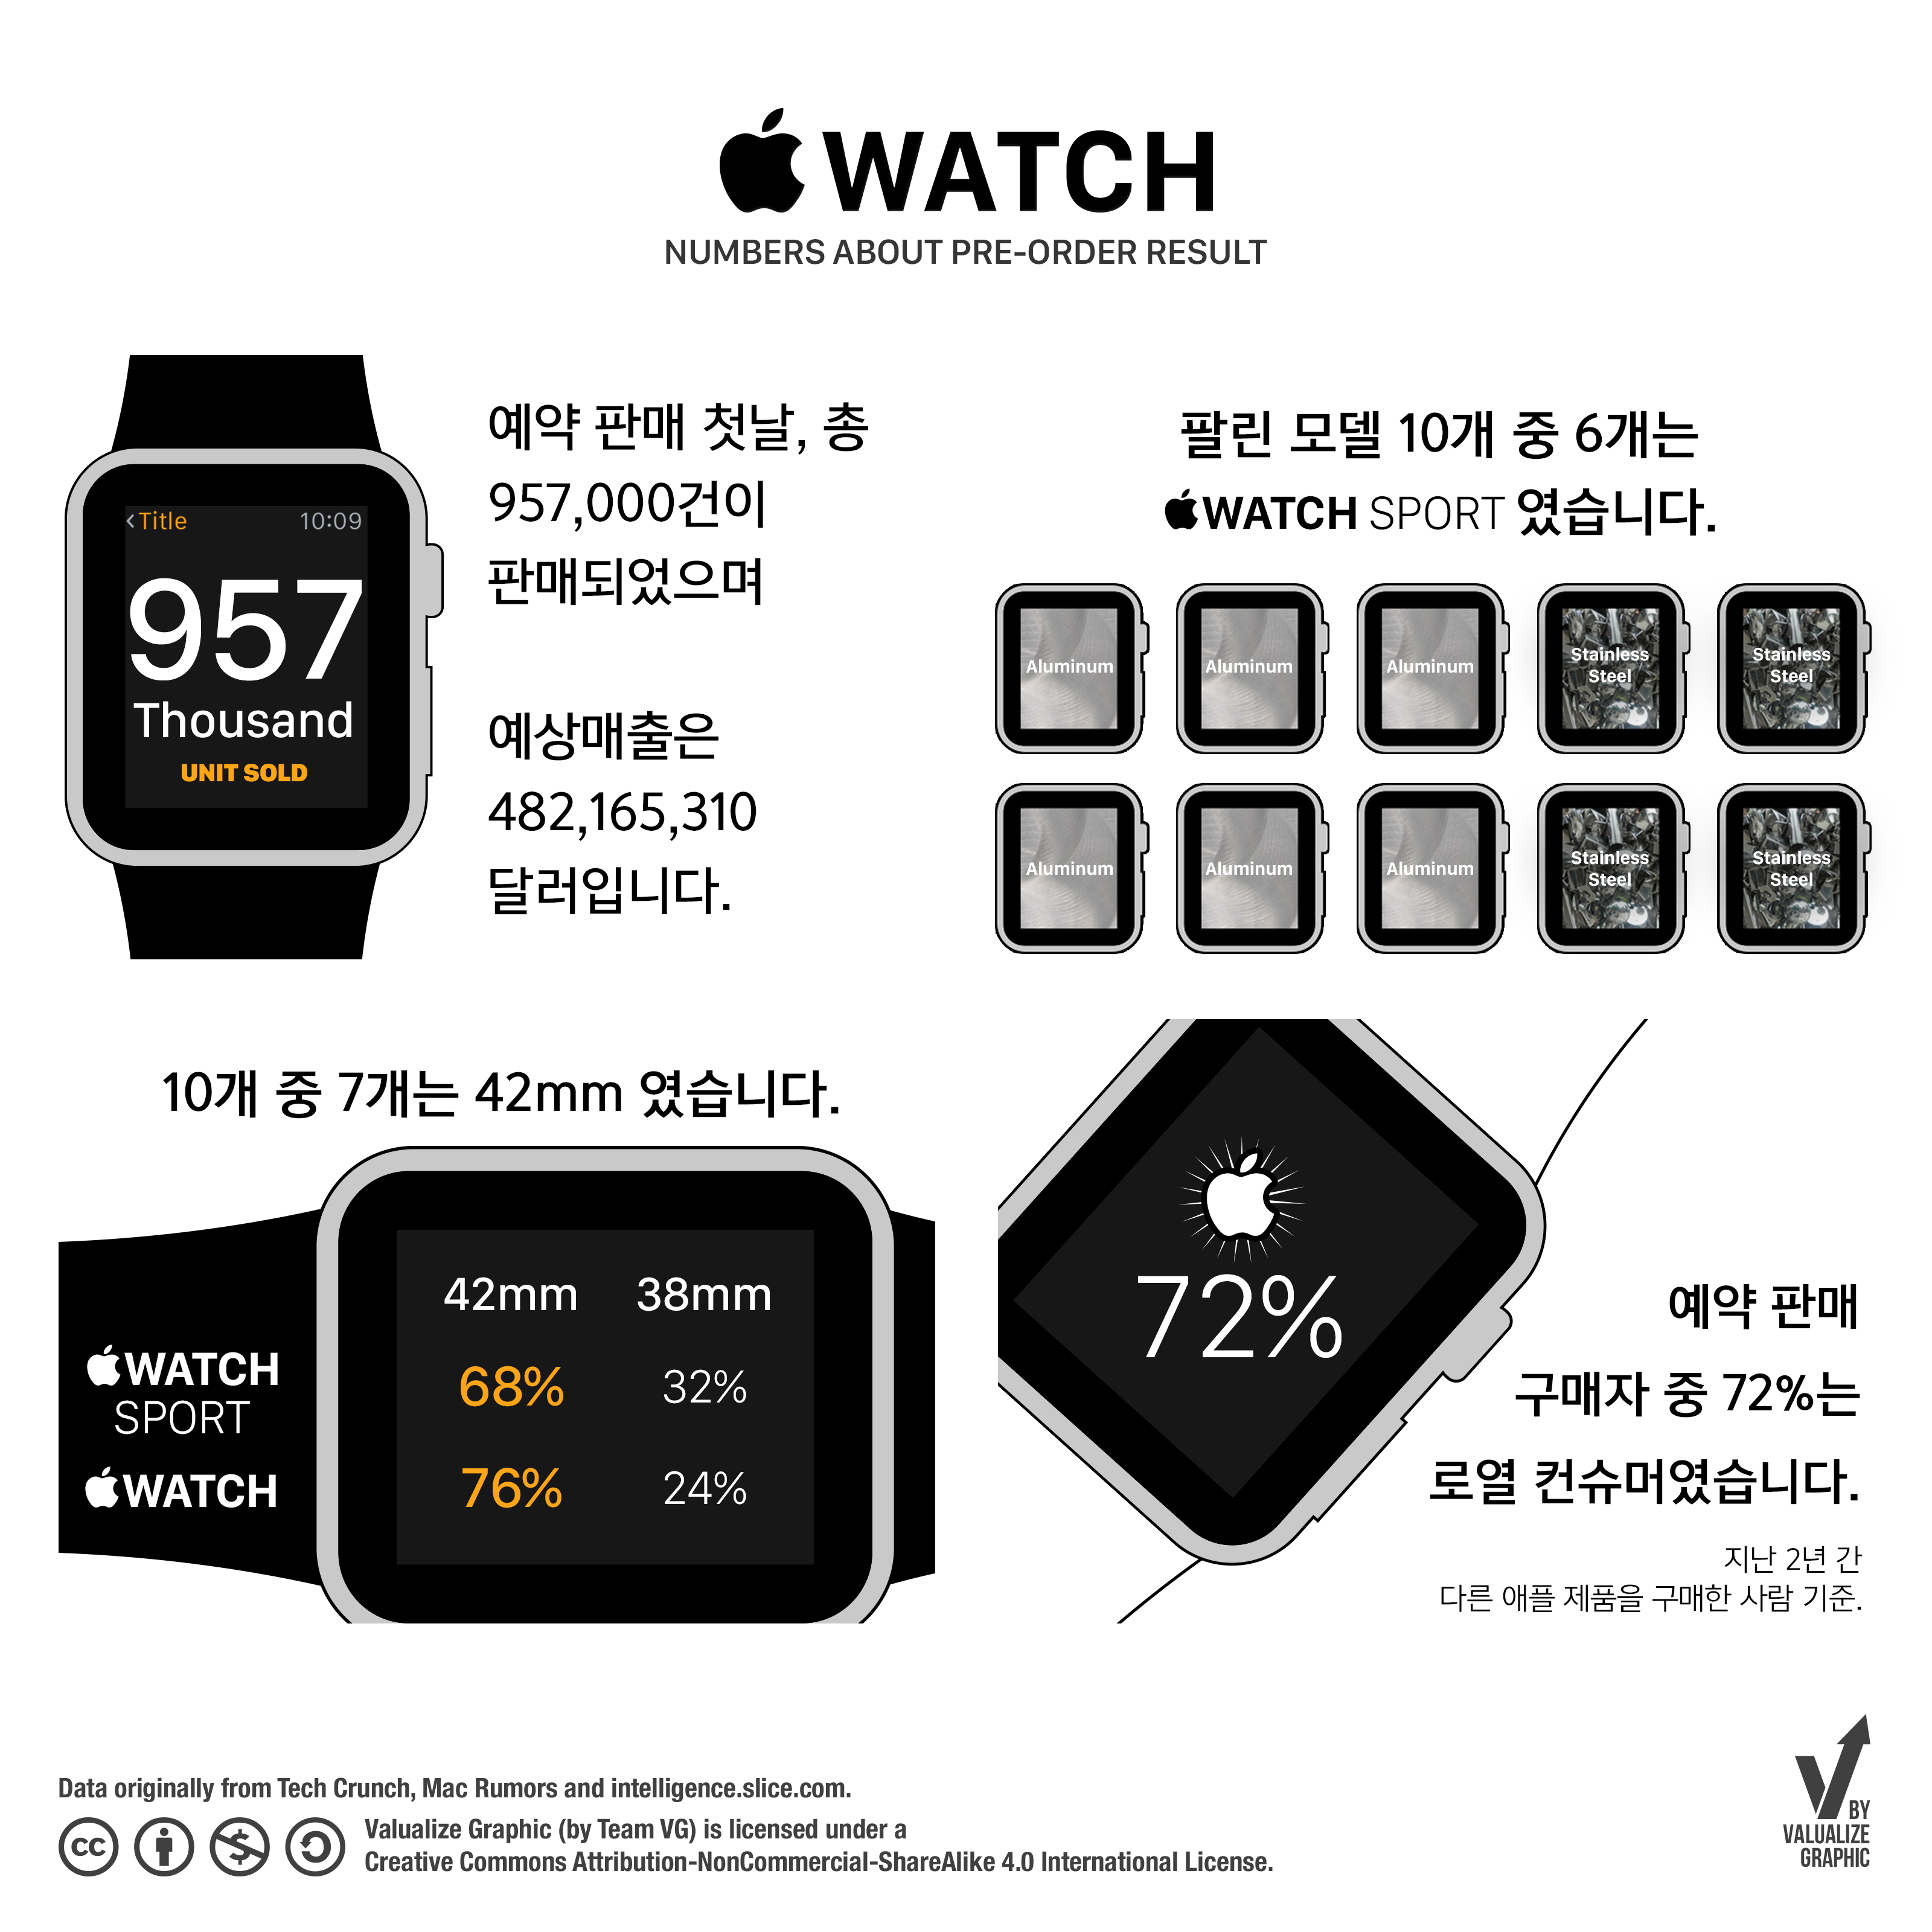 WATCH
NUMBERS ABOUT PRE-ORDER RESULT
<Title 10:09
957
Thousand
UNIT SOLD
예약 판매 첫날, 총
957,000건이
판매되었으며
예상매출은
482,165,310
달러입니다.
팔린 모델 10개 중 6개는
WATCH SPORT 였습니다.
Aluminum Aluminum Aluminum Stainless Steel Stainless Steel
Aluminum Aluminum Aluminum Stainless Steel Stainless Steel
10개 중 7개는 42mm 였습니다.
42mm 38mm
WATCH SPORT 68% 32%
WATCH 76% 24%
72%
예약 판매
구매자 중 72%는
로열 컨슈머였습니다.
지난 2년 간
다른 애플 제품을 구매한 사람 기준.
Data originally from Tech Crunch, Mac Rumors and intelligence.slice.com.
cc
Valualize Graphic (by Team VG) is licensed under a
Creative Commons Attribution-NonCommercial-ShareAlike 4.0 International License.
BY
VALUALIZE
GRAPHIC